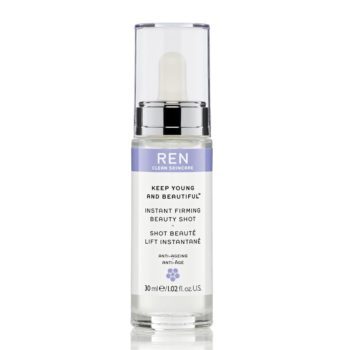 REN
CLEAN SKINCARE
KEEP YOUNG
AND BEAUTIFUL™
INSTANT FIRMING
BEAUTY SHOT
-
SHOT BEAUTÉ
LIFT INSTANTANÉ
ANTI-AGEING
ANTI-ÂGE
30 ml e 1.02 fl.oz.U.S.